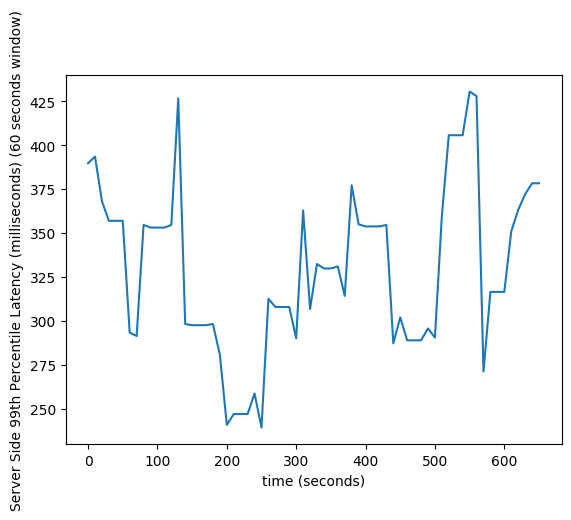 Server Side 99th Percentile Latency (milliseconds) (60 seconds window)
425
400
375
350
325
300
275
250
0 100 200 300 400 500 600
time (seconds)